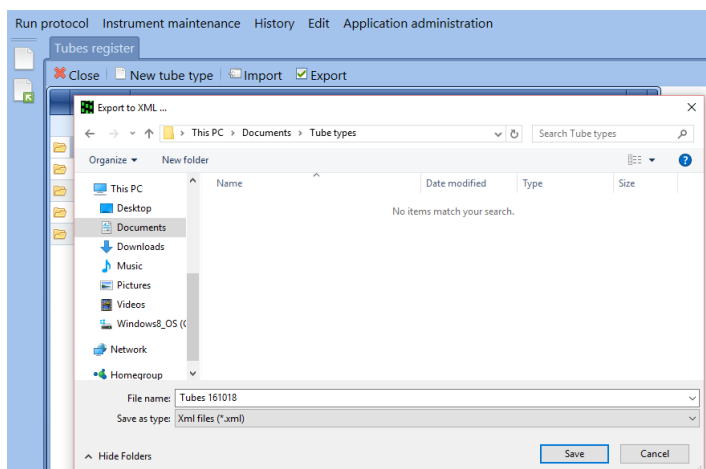 Run protocol Instrument maintenance History Edit Application administration
Tubes register
Close New tube type Import Export
Export to XML ...
This PC > Documents > Tube types
Search Tube types
Organize New folder
Name Date modified Type Size
No items match your search.
This PC
Desktop
Documents
Downloads
Music
Pictures
Videos
Windows8_OS (C
Network
Homegroup
File name: Tubes 161018
Save as type: Xml files (*.xml)
Hide Folders Save Cancel